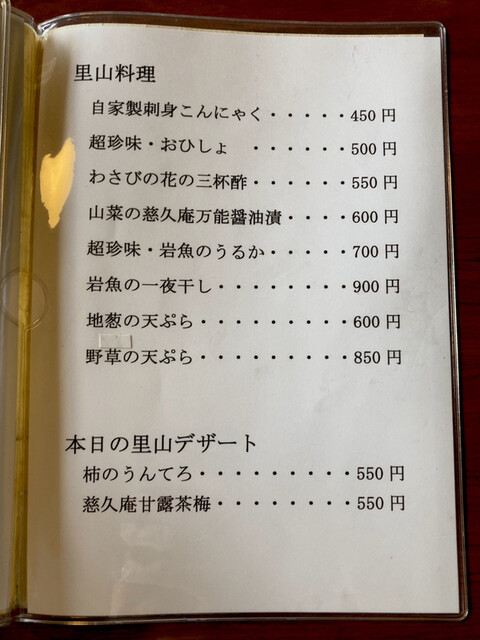 里山料理
自家製刺身こんにゃく・・・・・450円
超珍味・おひしょ ・・・・・・500円
わさびの花の三杯酢・・・・・・550円
山菜の慈久庵万能醤油漬・・・・600円
超珍味・岩魚のうるか・・・・・700円
岩魚の一夜干し・・・・・・・・900円
地葱の天ぷら・・・・・・・・・600円
野草の天ぷら・・・・・・・・・850円
本日の里山デザート
柿のうんてろ・・・・・・・・・550円
慈久庵甘露茶梅・・・・・・・・550円